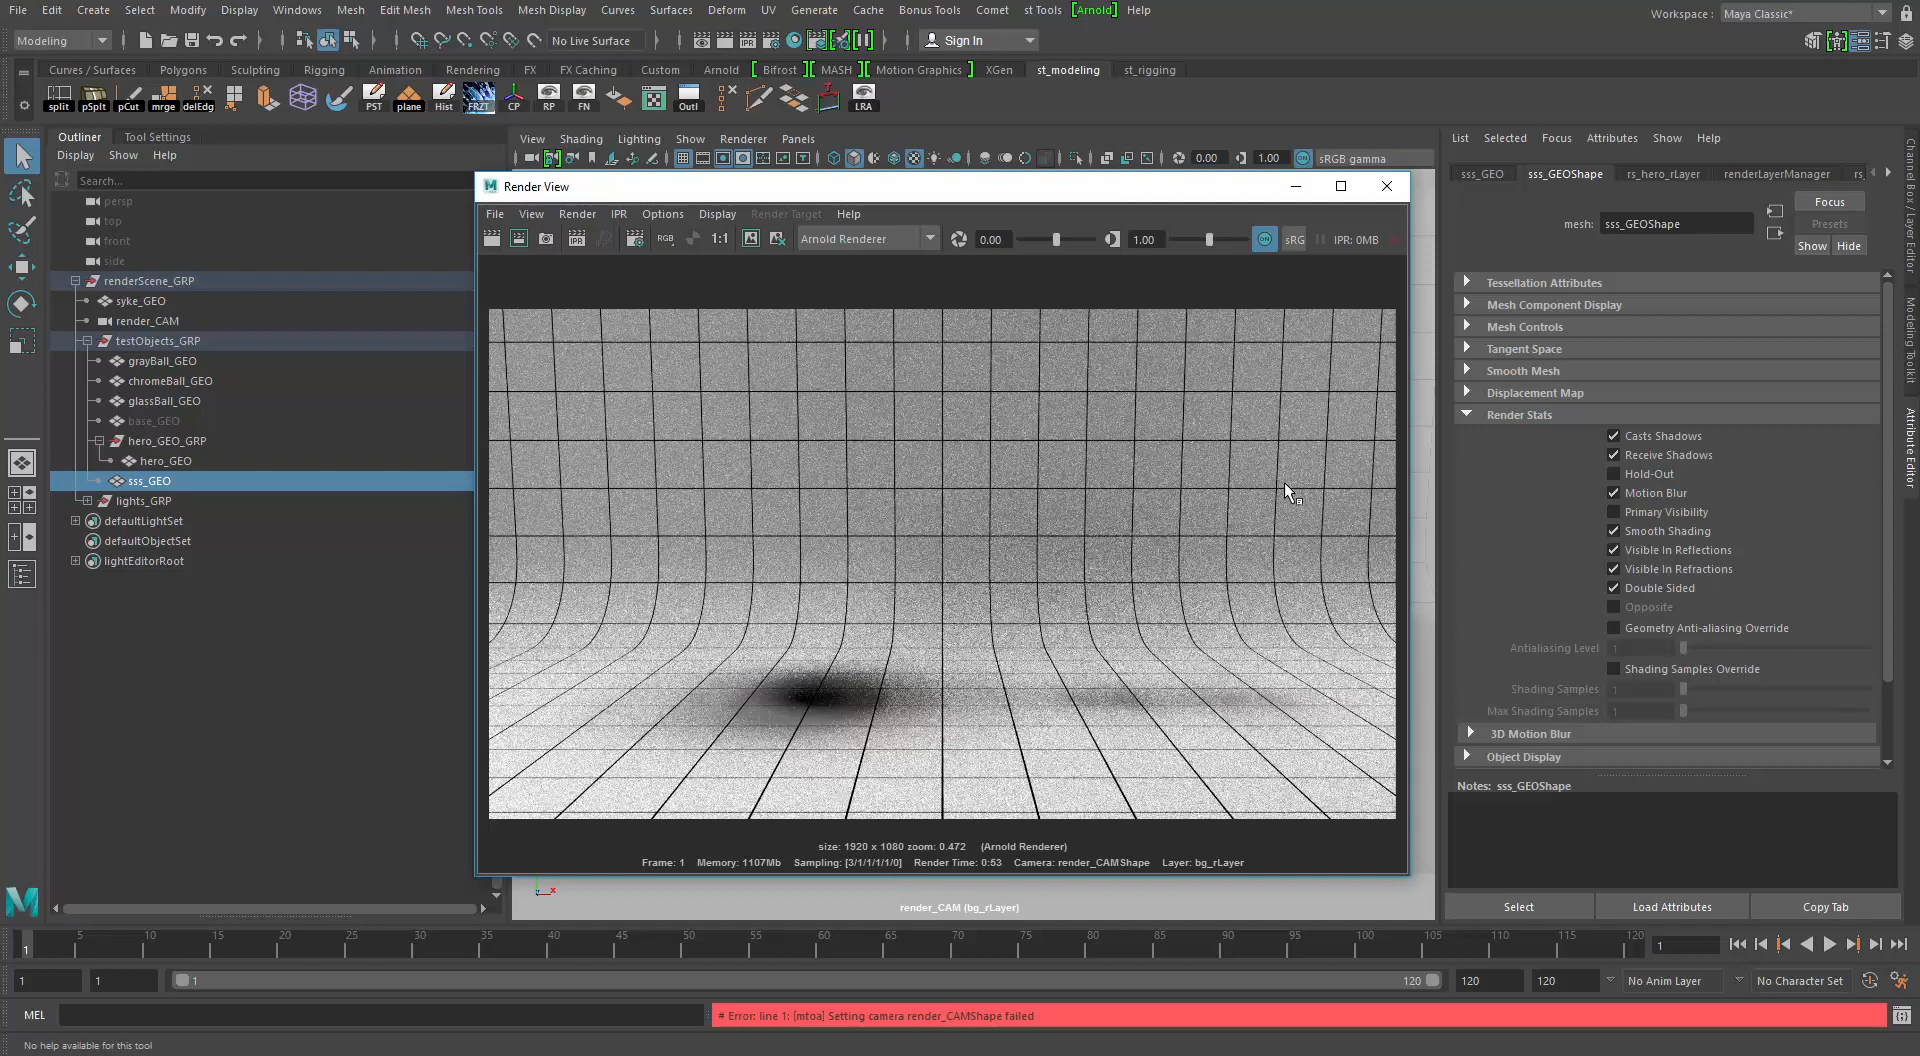 File Edit Create Select Modify Display Windows Mesh Edit Mesh Mesh Tools Mesh Display Curves Surfaces Deform UV Generate Cache Bonus Tools Comet st Tools [Arnold] Help
Workspace : Maya Classic*
Modeling
No Live Surface
Sign In
Curves / Surfaces Polygons Sculpting Rigging Animation Rendering FX FX Caching Custom Arnold [ Bifrost ][ MASH ][ Motion Graphics ] XGen st_modeling st_rigging
split pSplt pCut mrge delEdg PST plane Hist FRZT CP RP FN Outl LRA
Outliner Tool Settings
Display Show Help
Search...
persp
top
front
side
renderScene_GRP
syke_GEO
render_CAM
testObjects_GRP
grayBall_GEO
chromeBall_GEO
glassBall_GEO
base_GEO
hero_GEO_GRP
hero_GEO
sss_GEO
lights_GRP
defaultLightSet
defaultObjectSet
lightEditorRoot
View Shading Lighting Show Renderer Panels
0.00 1.00 ON sRGB gamma
Render View
File View Render IPR Options Display Render Target Help
IPR RGB 1:1 Arnold Renderer 0.00 1.00 ON sRG IPR: 0MB
size: 1920 x 1080 zoom: 0.472 (Arnold Renderer)
Frame: 1 Memory: 1107Mb Sampling: [3/1/1/1/1/0] Render Time: 0:53 Camera: render_CAMShape Layer: bg_rLayer
x
render_CAM (bg_rLayer)
List Selected Focus Attributes Show Help
sss_GEO sss_GEOShape rs_hero_rLayer renderLayerManager rs_
mesh: sss_GEOShape
Focus
Presets
Show Hide
Tessellation Attributes
Mesh Component Display
Mesh Controls
Tangent Space
Smooth Mesh
Displacement Map
Render Stats
Casts Shadows
Receive Shadows
Hold-Out
Motion Blur
Primary Visibility
Smooth Shading
Visible In Reflections
Visible In Refractions
Double Sided
Opposite
Geometry Anti-aliasing Override
Antialiasing Level 1
Shading Samples Override
Shading Samples 1
Max Shading Samples 1
3D Motion Blur
Object Display
Notes: sss_GEOShape
Select Load Attributes Copy Tab
Channel Box / Layer Editor
Modeling Toolkit
Attribute Editor
1 5 10 15 20 25 30 35 40 45 50 55 60 65 70 75 80 85 90 95 100 105 110 115 120 1
1 1 1 120 120 120 No Anim Layer No Character Set
MEL # Error: line 1: [mtoa] Setting camera render_CAMShape failed
No help available for this tool